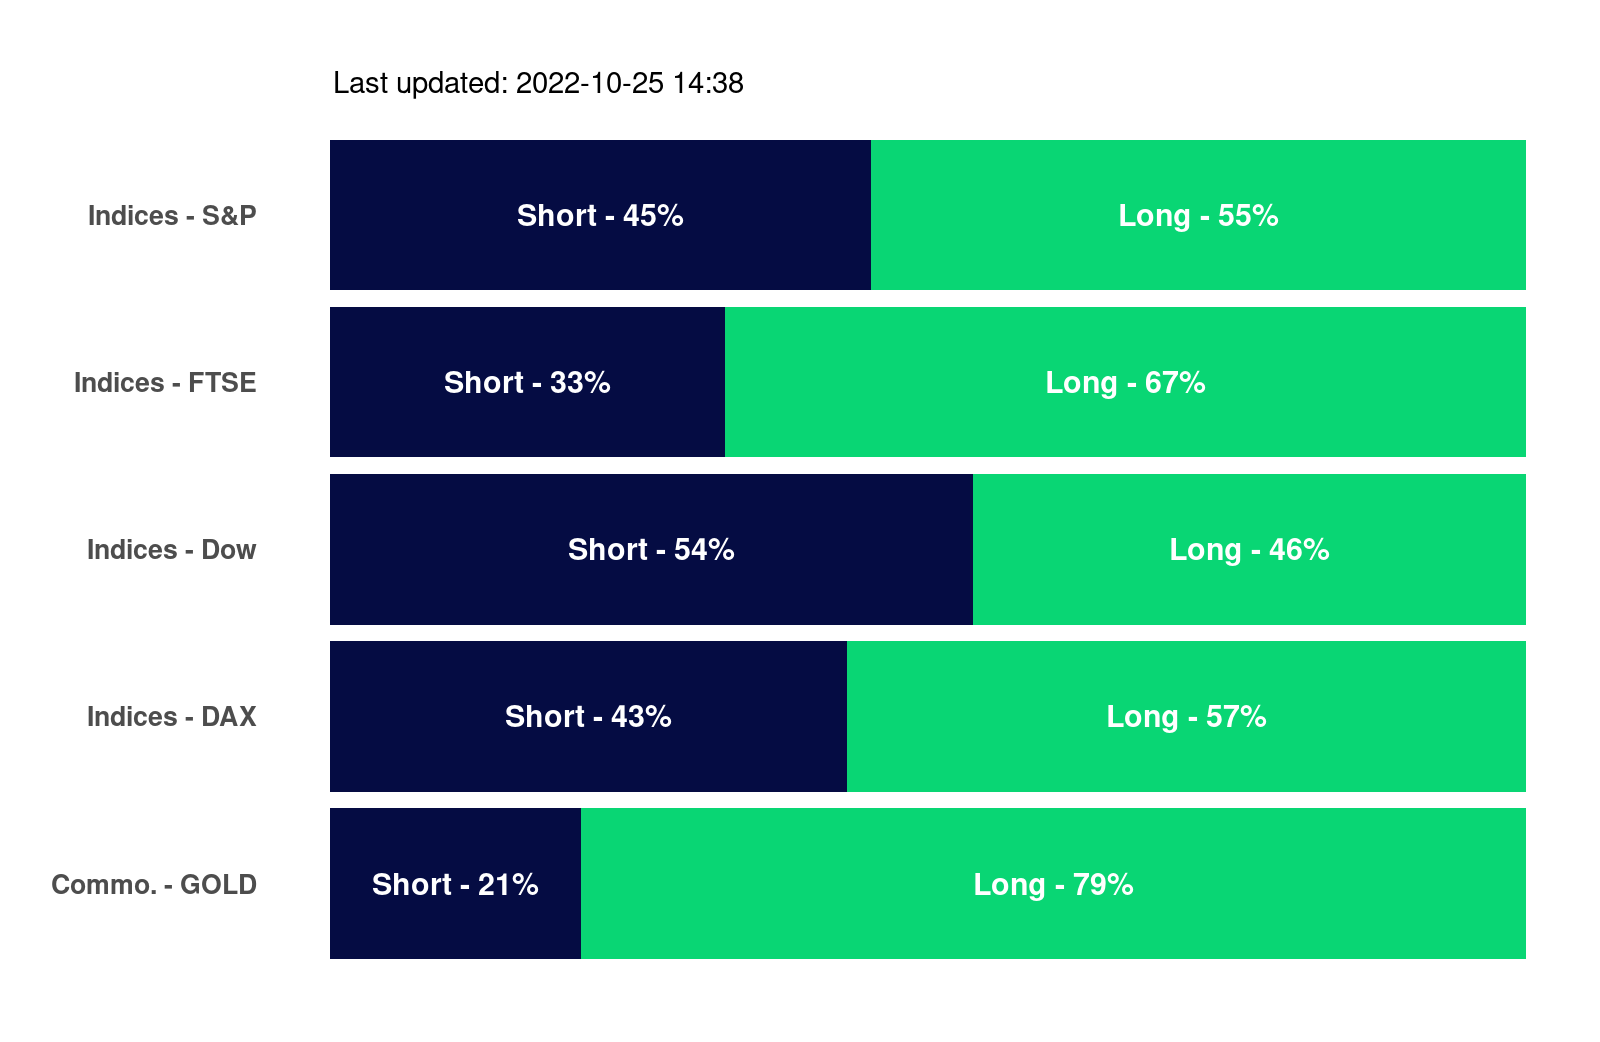 Last updated: 2022-10-25 14:38
Indices - S&P Short - 45% Long - 55%
Indices - FTSE Short - 33% Long - 67%
Indices - Dow Short - 54% Long - 46%
Indices - DAX Short - 43% Long - 57%
Commo. - GOLD Short - 21% Long - 79%